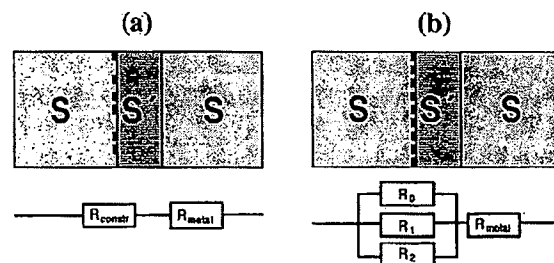 (a) (b)
S S S S S S
R_constr R_metal R_0 R_1 R_2 R_metal